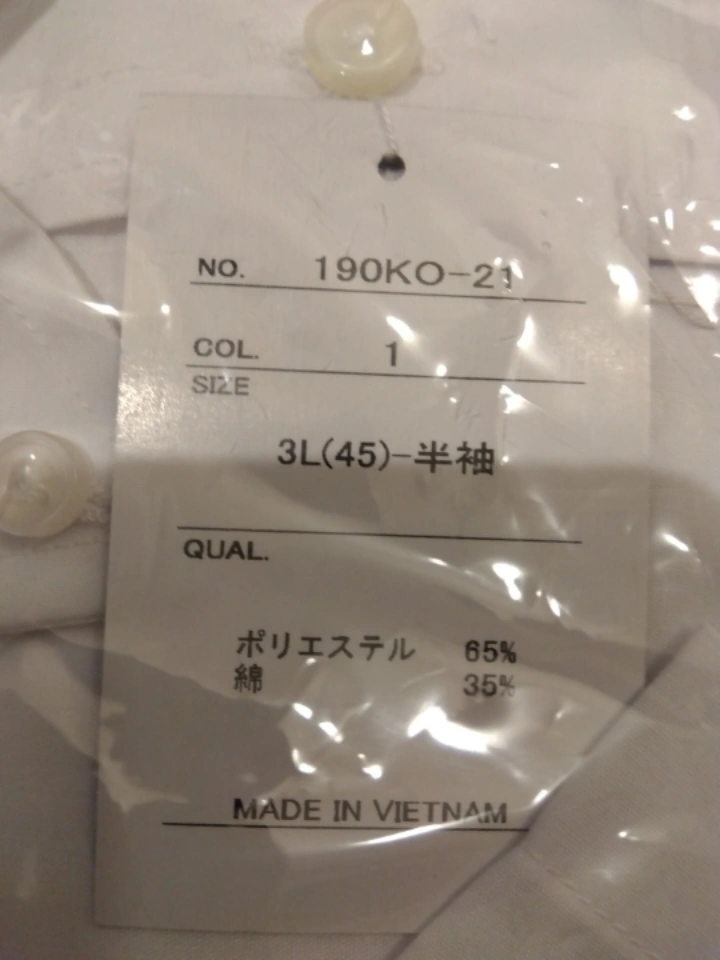 NO. 190KO-21
COL. 1
SIZE
3L(45)-半袖
QUAL.
ポリエステル 65%
綿 35%
MADE IN VIETNAM